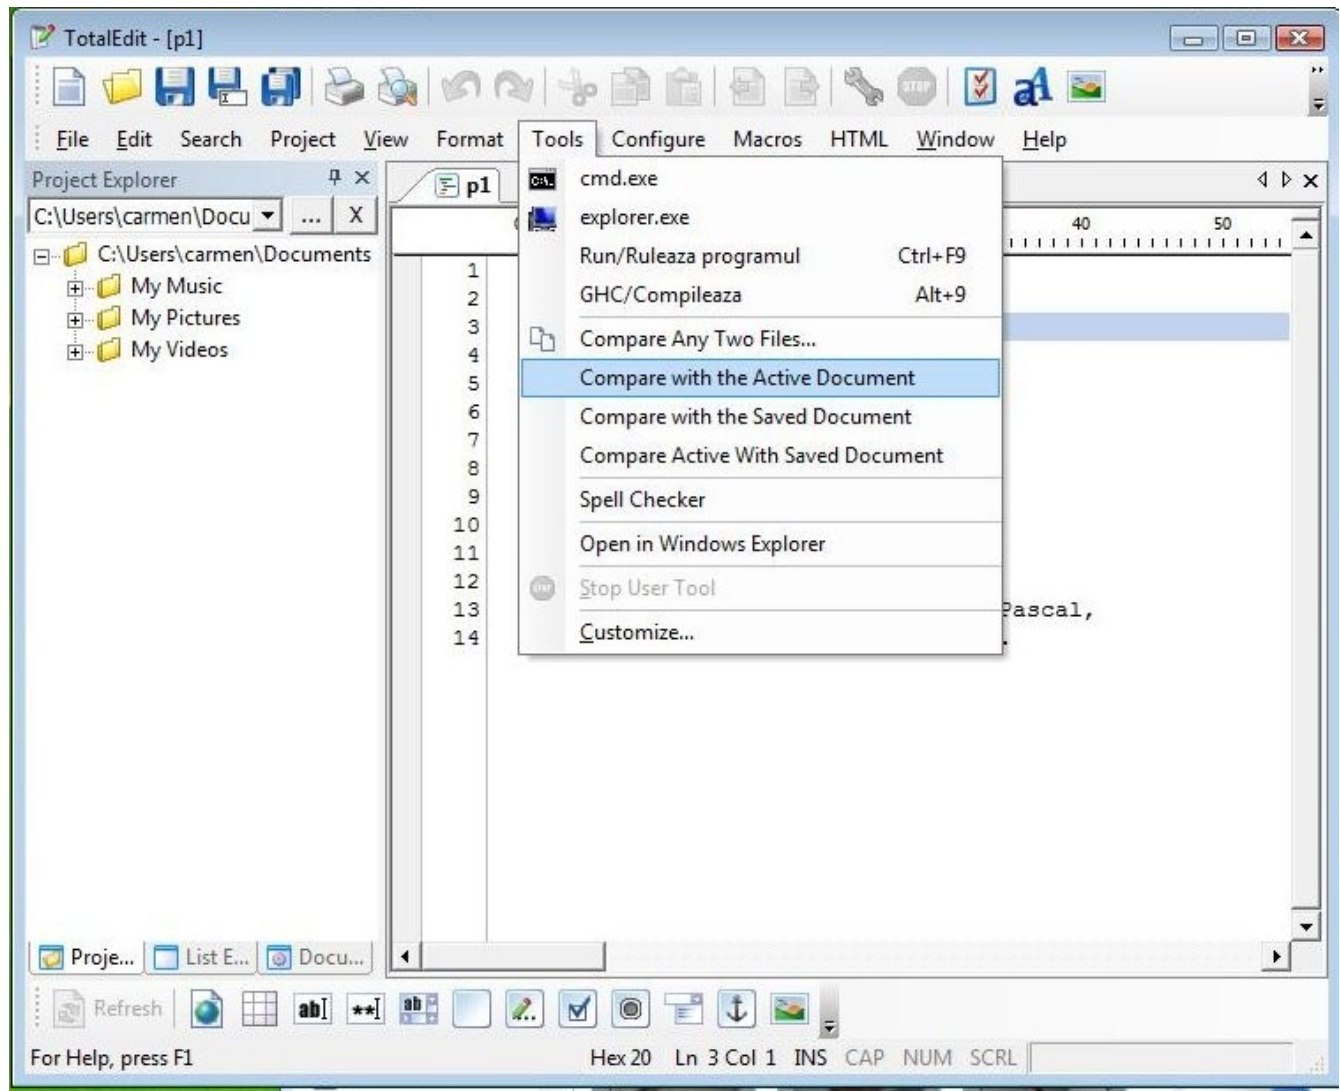 TotalEdit - [p1]
File Edit Search Project View Format Tools Configure Macros HTML Window Help
Project Explorer
C:\Users\carmen\Docu ... X
C:\Users\carmen\Documents
My Music
My Pictures
My Videos
p1
40 50
1
2
3
4
5
6
7
8
9
10
11
12
13 Pascal,
14 .
cmd.exe
explorer.exe
Run/Ruleaza programul Ctrl+F9
GHC/Compileaza Alt+9
Compare Any Two Files...
Compare with the Active Document
Compare with the Saved Document
Compare Active With Saved Document
Spell Checker
Open in Windows Explorer
Stop User Tool
Customize...
Proje... List E... Docu...
Refresh
For Help, press F1 Hex 20 Ln 3 Col 1 INS CAP NUM SCRL